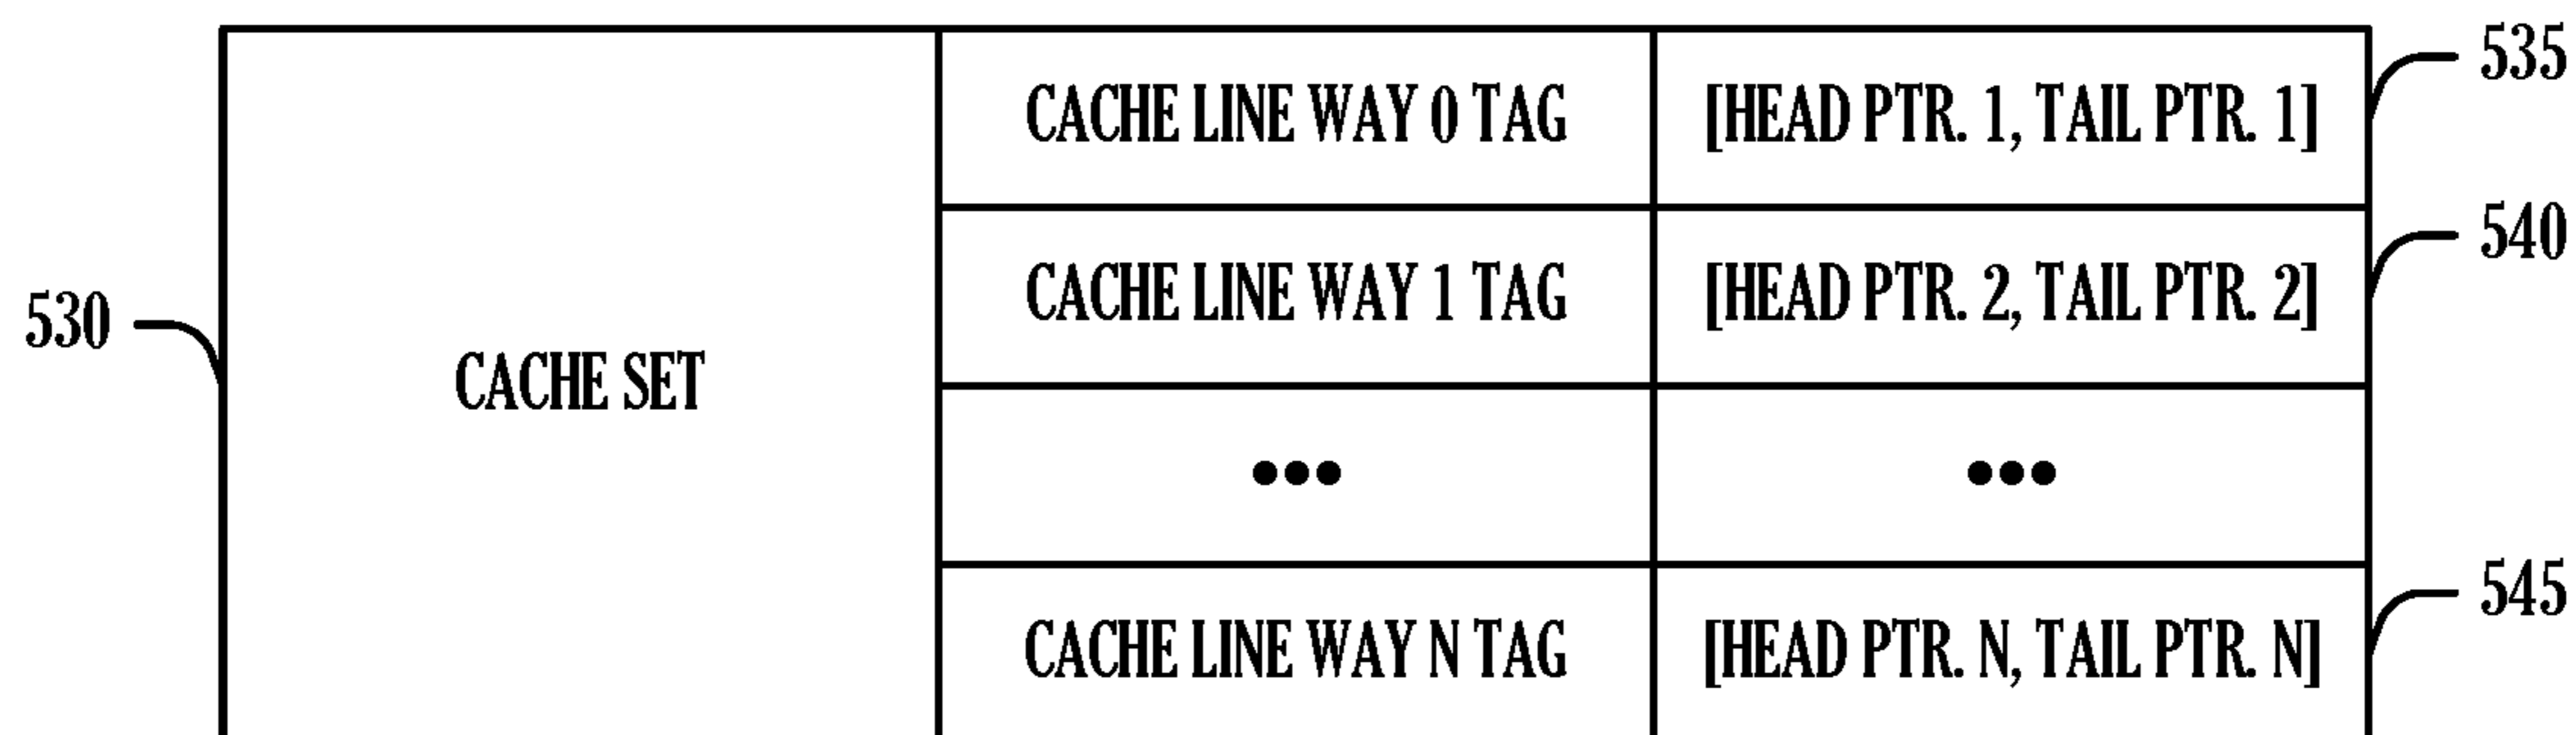 535
CACHE LINE WAY 0 TAG [HEAD PTR. 1, TAIL PTR. 1]
540
CACHE LINE WAY 1 TAG [HEAD PTR. 2, TAIL PTR. 2]
530
CACHE SET
••• •••
545
CACHE LINE WAY N TAG [HEAD PTR. N, TAIL PTR. N]